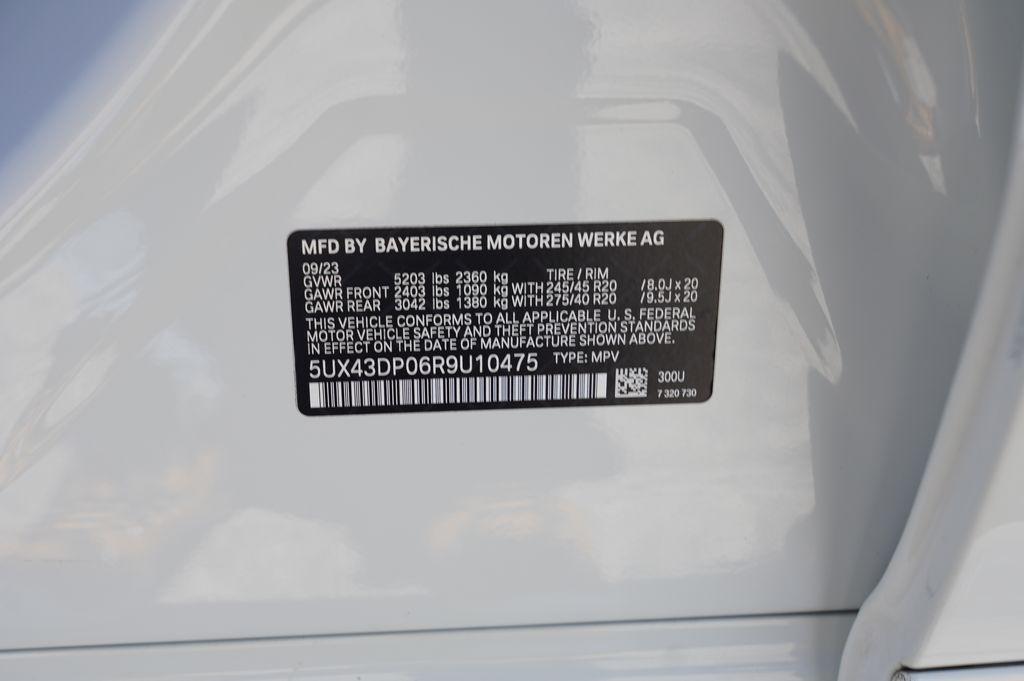 MFD BY BAYERISCHE MOTOREN WERKE AG
09/23
GVWR 5203 lbs 2360 kg TIRE / RIM
GAWR FRONT 2403 lbs 1090 kg WITH 245/45 R20 / 8.0J x 20
GAWR REAR 3042 lbs 1380 kg WITH 275/40 R20 / 9.5J x 20
THIS VEHICLE CONFORMS TO ALL APPLICABLE U. S. FEDERAL
MOTOR VEHICLE SAFETY AND THEFT PREVENTION STANDARDS
IN EFFECT ON THE DATE OF MANUFACTURE SHOWN ABOVE.
5UX43DP06R9U10475 TYPE: MPV
300U
7 320 730